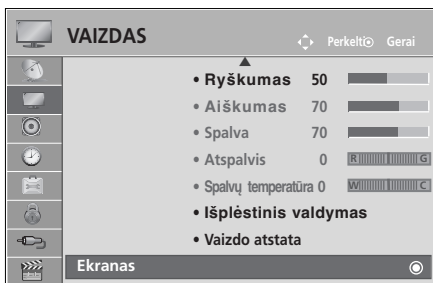 VAIZDAS Perkelti Gerai
• Ryškumas 50
• Aiškumas 70
• Spalva 70
• Atspalvis 0 R G
• Spalvų temperatūra 0 W C
• Išplėstinis valdymas
• Vaizdo atstata
Ekranas